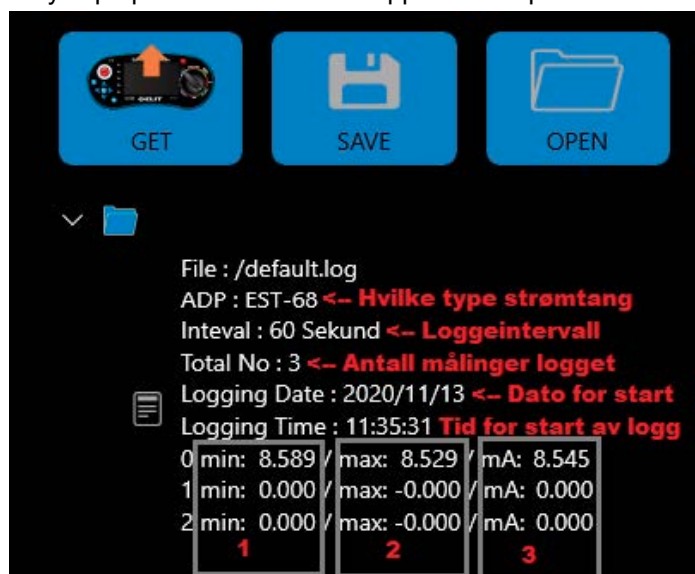 GET SAVE OPEN
File : /default.log
ADP : EST-68 <-- Hvilke type strømtang
Inteval : 60 Sekund <-- Loggeintervall
Total No : 3 <-- Antall målinger logget
Logging Date : 2020/11/13 <-- Dato for start
Logging Time : 11:35:31 Tid for start av logg
0 min: 8.589 / max: 8.529 / mA: 8.545
1 min: 0.000 / max: -0.000 / mA: 0.000
2 min: 0.000 / max: -0.000 / mA: 0.000
1 2 3